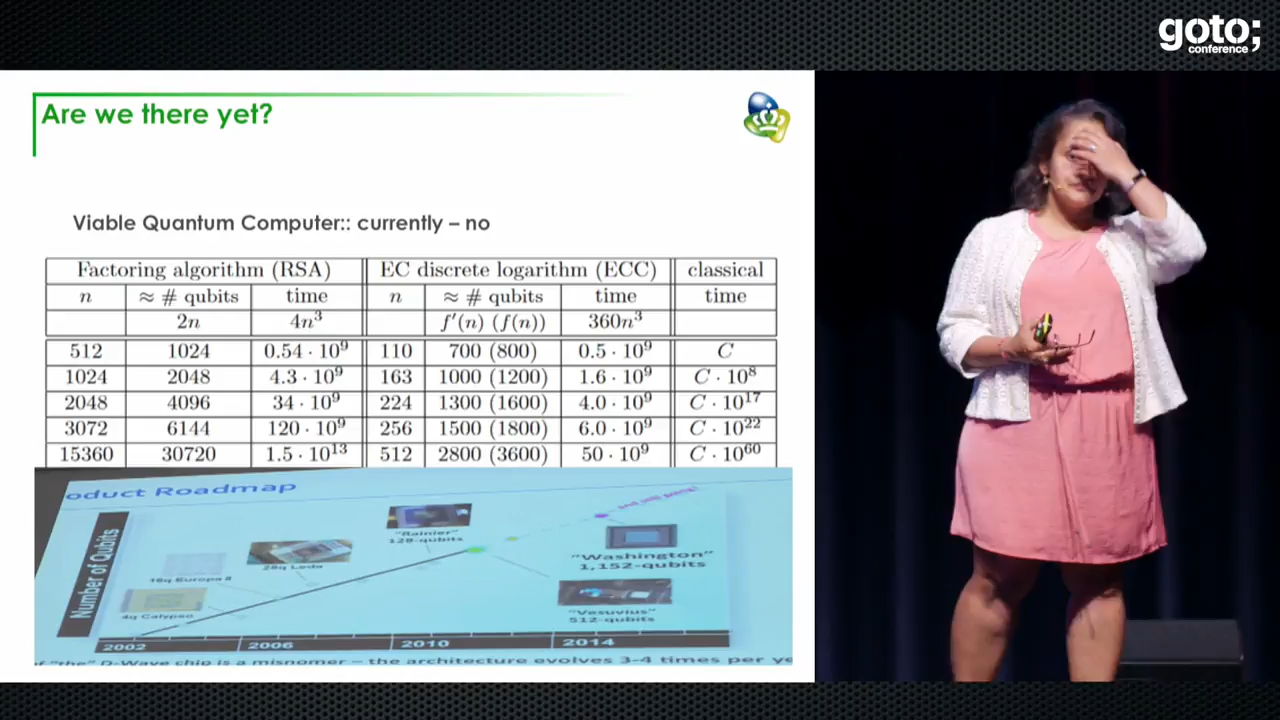 goto;
conference
Are we there yet?
Viable Quantum Computer:: currently – no
Factoring algorithm (RSA) EC discrete logarithm (ECC) classical
n ≈ # qubits time n ≈ # qubits time time
2n 4n³ f′(n) (f(n)) 360n³
512 1024 0.54 · 10⁹ 110 700 (800) 0.5 · 10⁹ C
1024 2048 4.3 · 10⁹ 163 1000 (1200) 1.6 · 10⁹ C · 10⁸
2048 4096 34 · 10⁹ 224 1300 (1600) 4.0 · 10⁹ C · 10¹⁷
3072 6144 120 · 10⁹ 256 1500 (1800) 6.0 · 10⁹ C · 10²²
15360 30720 1.5 · 10¹³ 512 2800 (3600) 50 · 10⁹ C · 10⁶⁰
oduct Roadmap
Number of Qubits
"Rainier"
128-qubits
"Washington"
1,152-qubits
28q Leda
16q Europa
4q Calypso
"Vesuvius"
512-qubits
2002 2006 2010 2014
"the" D-Wave chip is a misnomer – the architecture evolves 3-4 times per ye